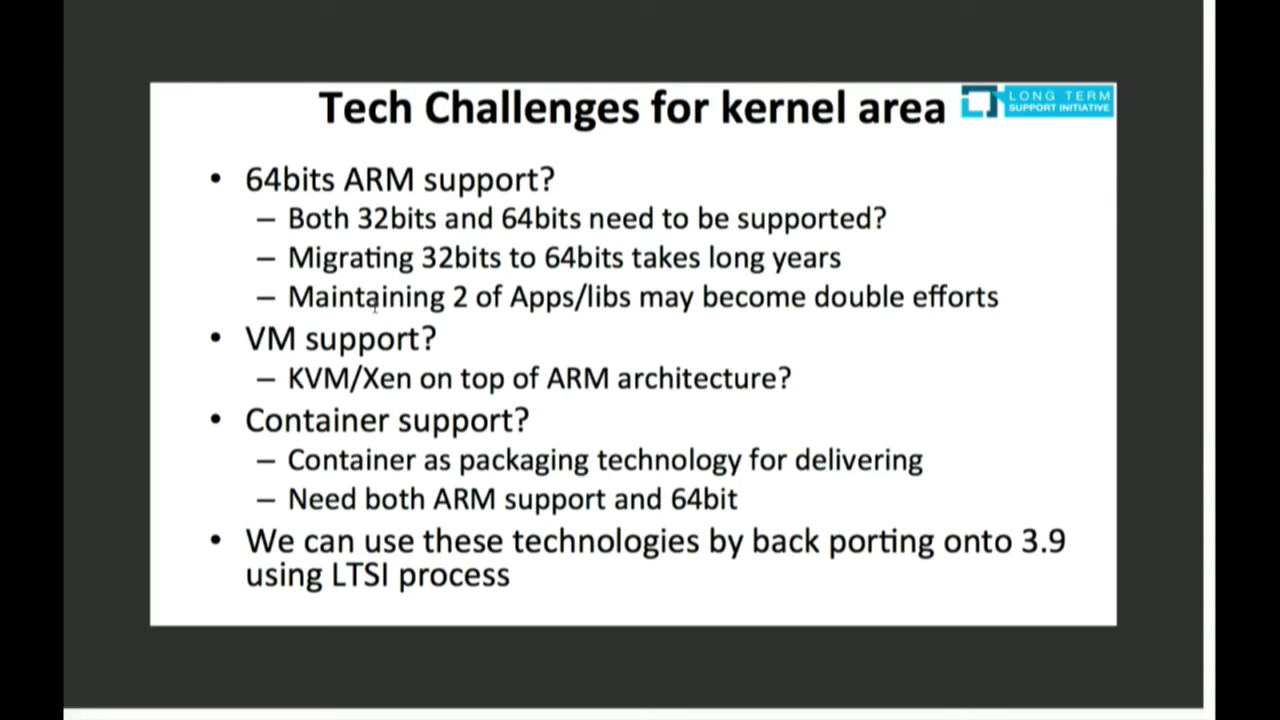 Tech Challenges for kernel area
LONG TERM
SUPPORT INITIATIVE
• 64bits ARM support?
– Both 32bits and 64bits need to be supported?
– Migrating 32bits to 64bits takes long years
– Maintaining 2 of Apps/libs may become double efforts
• VM support?
– KVM/Xen on top of ARM architecture?
• Container support?
– Container as packaging technology for delivering
– Need both ARM support and 64bit
• We can use these technologies by back porting onto 3.9
using LTSI process